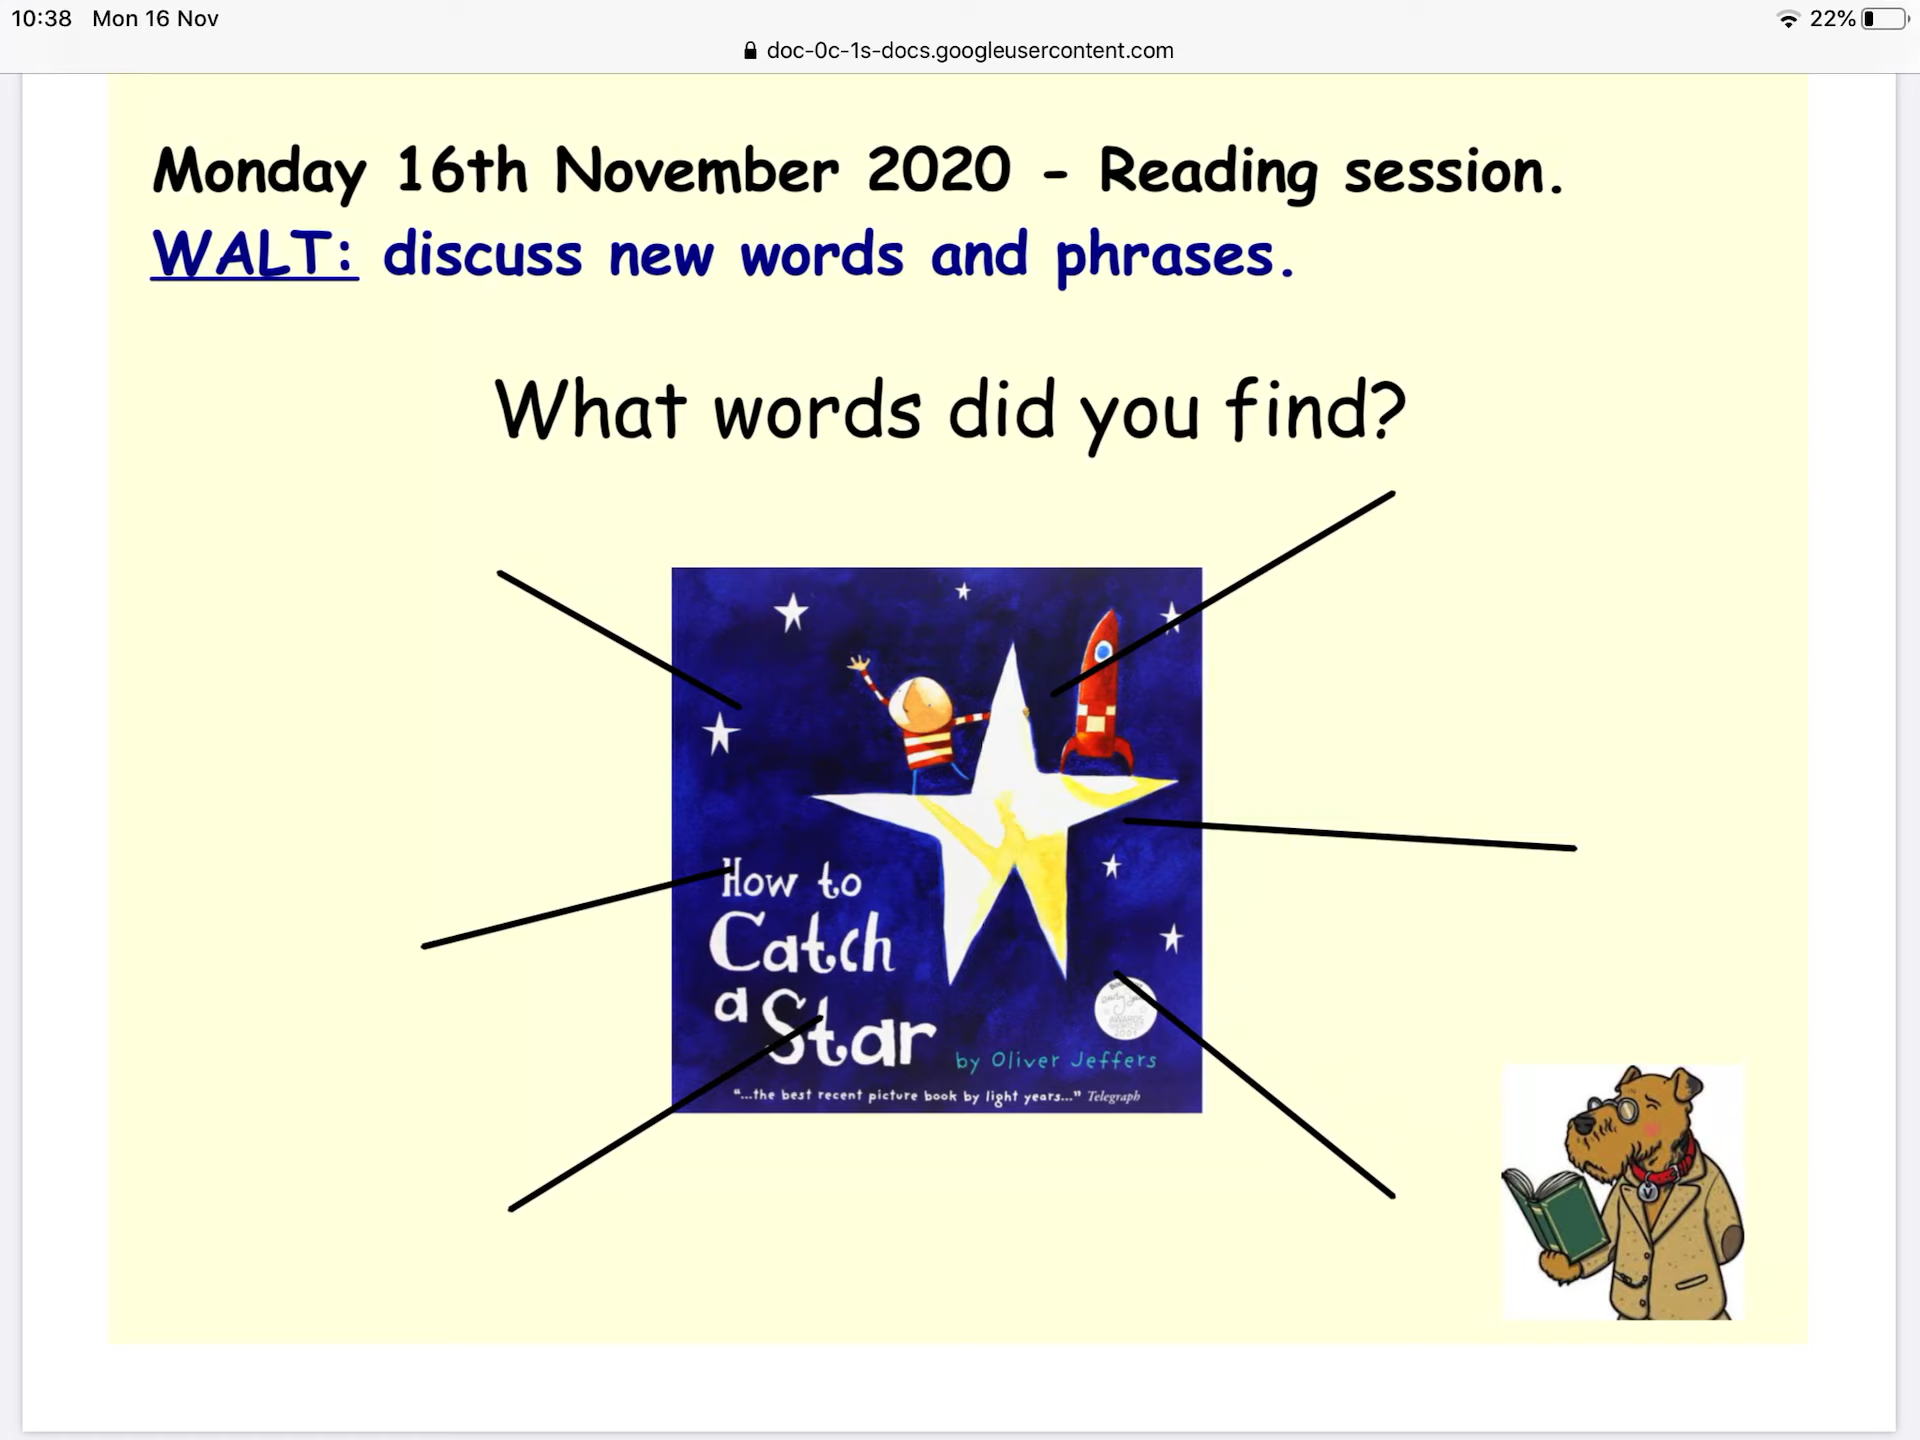 10:38 Mon 16 Nov
22%
doc-0c-1s-docs.googleusercontent.com
Monday 16th November 2020 - Reading session.
WALT: discuss new words and phrases.
What words did you find?
How to
Catch
a Star
by Oliver Jeffers
"...the best recent picture book by light years..." Telegraph
AWARDS
V